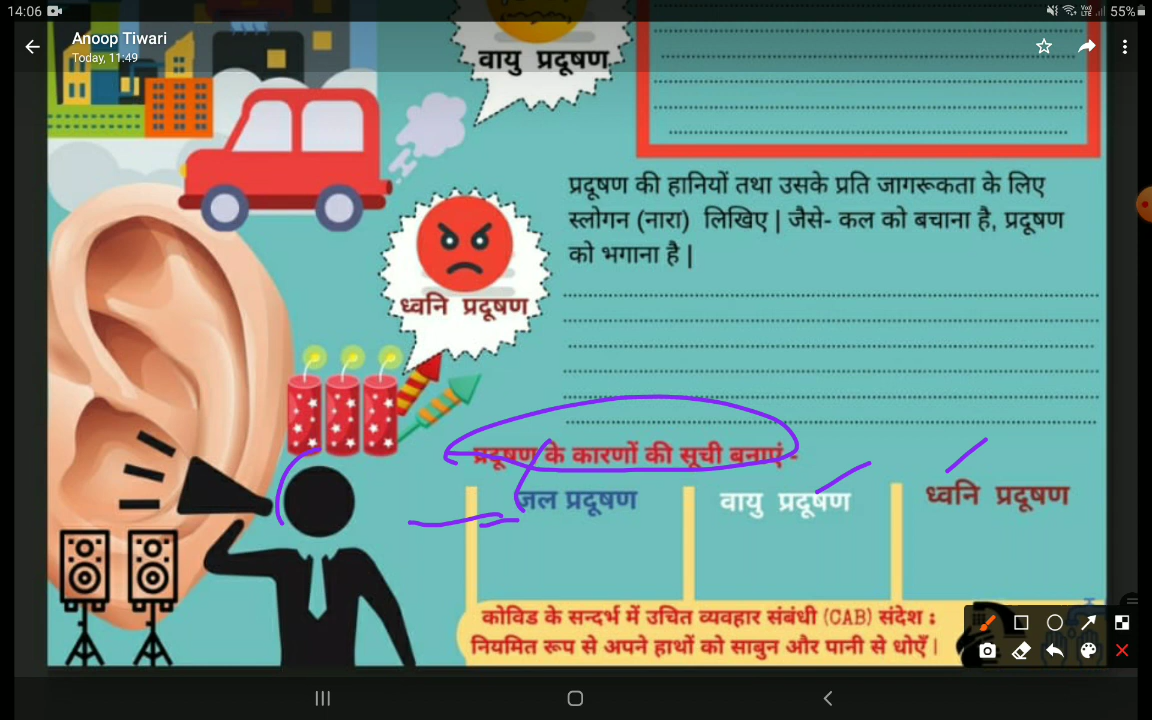 14:06
55%
Anoop Tiwari
Today, 11:49
वायु प्रदूषण
प्रदूषण की हानियों तथा उसके प्रति जागरूकता के लिए
स्लोगन (नारा) लिखिए | जैसे- कल को बचाना है, प्रदूषण
को भगाना है |
ध्वनि प्रदूषण
प्रदूषण के कारणों की सूची बनाएं -
जल प्रदूषण
वायु प्रदूषण
ध्वनि प्रदूषण
कोविड के सन्दर्भ में उचित व्यवहार संबंधी (CAB) संदेश :
नियमित रूप से अपने हाथों को साबुन और पानी से धोएँ |